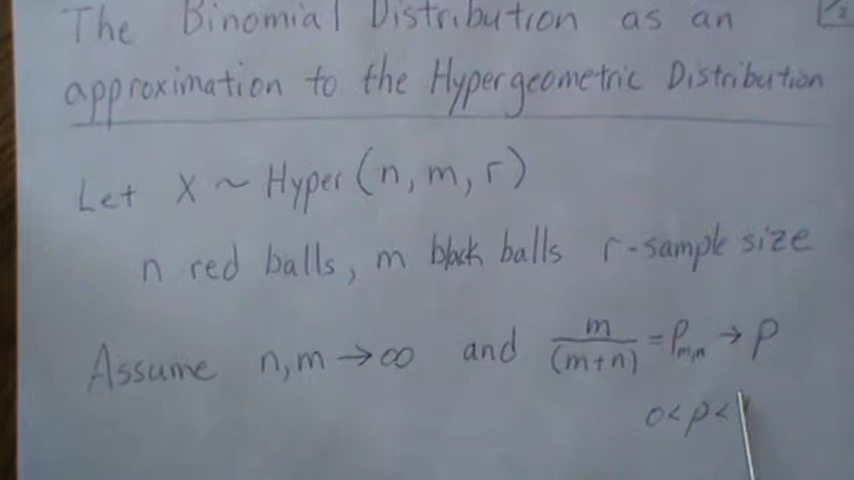 The Binomial Distribution as an
approximation to the Hypergeometric Distribution
Let X ~ Hyper (n, m, r)
n red balls, m black balls r-sample size
Assume n, m → ∞ and m/(m+n) = P_{m,n} → p
0 < p <